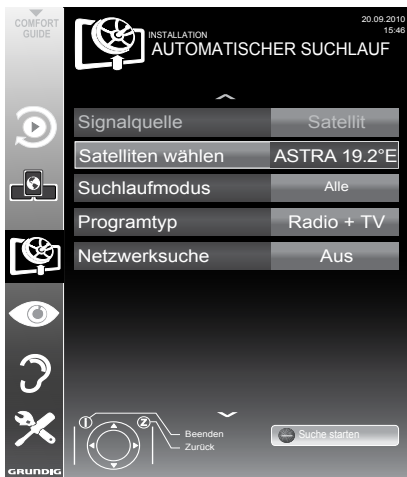 COMFORT
GUIDE
20.09.2010
15:46
INSTALLATION
AUTOMATISCHER SUCHLAUF
Signalquelle Satellit
Satelliten wählen ASTRA 19.2°E
Suchlaufmodus Alle
Programtyp Radio + TV
Netzwerksuche Aus
Z
Beenden
Zurück
Suche starten
GRUNDIG